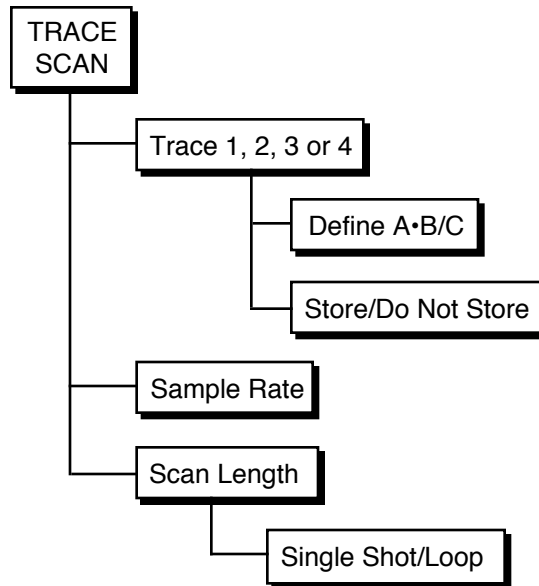 TRACE
SCAN
Trace 1, 2, 3 or 4
Define A•B/C
Store/Do Not Store
Sample Rate
Scan Length
Single Shot/Loop